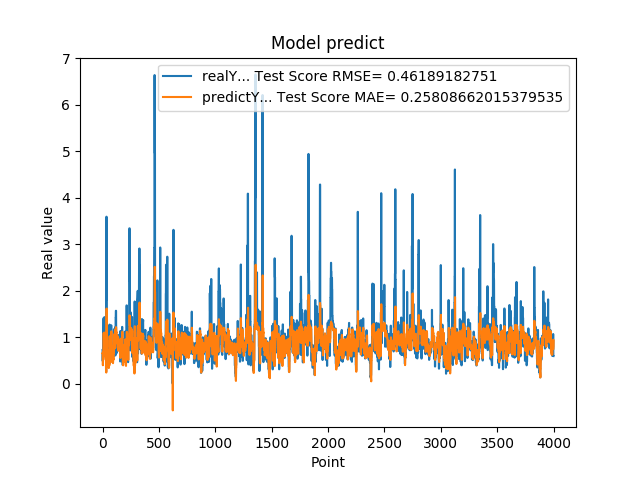 Model predict
realY... Test Score RMSE= 0.46189182751
predictY... Test Score MAE= 0.25808662015379535
7
6
5
4
3
2
1
0
Real value
0 500 1000 1500 2000 2500 3000 3500 4000
Point